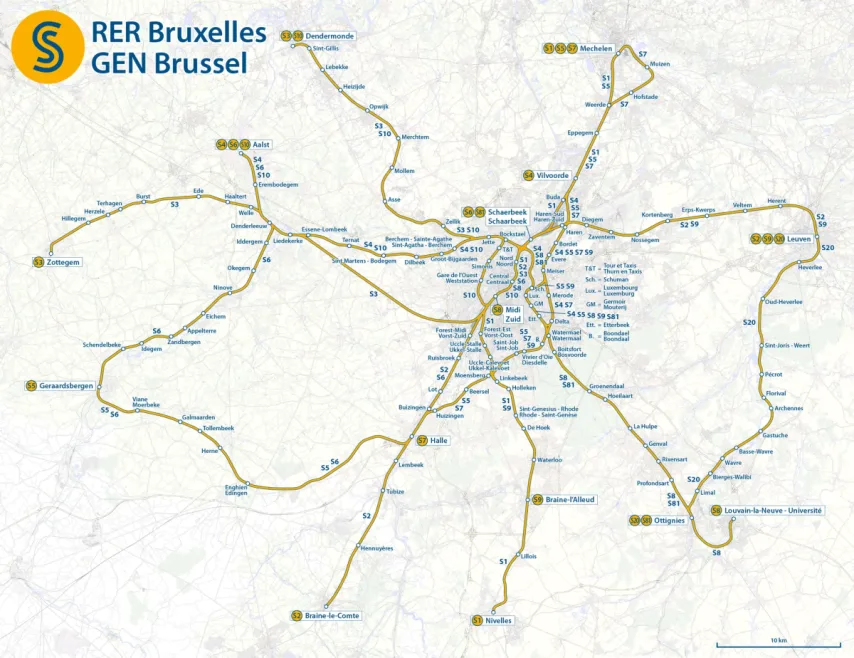 RER Bruxelles
GEN Brussel
S3 S10 Dendermonde
Sint-Gillis
Lebbeke
Heizijde
Opwijk
S3
S10
Merchtem
Mollem
Asse
Zellik
S3 S10
S1 S5 S7 Mechelen
S7
Muizen
S1
S5
Hofstade
S7
Weerde
Eppegem
S1
S5
S7
S4 Vilvoorde
Buda
S1
S4
S5
S7
Haren-Sud
Haren-Zuid
Diegem
Haren
Zaventem
Nossegem
Kortenberg
Erps-Kwerps
S2 S9
Veltem
Herent
S2
S9
S2 S9 S20 Leuven
S20
Heverlee
Oud-Heverlee
S20
Sint-Joris - Weert
Pécrot
Florival
Archennes
Gastuche
Basse-Wavre
Wavre
Bierges-Walibi
S20
Limal
S8 Louvain-la-Neuve - Université
S20 S81 Ottignies
S8
S8
S81
Profondsart
Rixensart
Genval
La Hulpe
Hoeilaart
Groenendaal
S8
S81
Boitsfort
Bosvoorde
Watermael
Watermaal
Delta
S4 S5 S8 S9 S81
S4 S7
Merode
S5 S9
Meiser
Evere
S4 S5 S7 S9
Bordet
T&T = Tour et Taxis
Thurn en Taxis
Sch. = Schuman
Lux. = Luxembourg
Luxemburg
GM = Germoir
Mouterij
Ett. = Etterbeek
B. = Boondael
Boondaal
S4 S6 S10 Aalst
S4
S6
S10
Erembodegem
Haaltert
Ede
Burst
S3
Terhagen
Herzele
Hillegem
S3 Zottegem
Welle
Denderleeuw
Iddergem
S6
Okegem
Ninove
Eichem
Appelterre
Zandbergen
S6
Idegem
Schendelbeke
S5 Geraardsbergen
S5
S6
Viane
Moerbeke
Galmaarden
Tollembeek
Herne
Enghien
Edingen
S5
S6
Liedekerke
Essene-Lombeek
Ternat
S4
S10
Sint Martens - Bodegem
Dilbeek
Berchem - Sainte-Agathe
Sint-Agatha - Berchem
Groot-Bijgaarden
S3
S8 S81 Schaerbeek
Schaarbeek
Bockstael
Jette
S4 S10
T&T
S4
S8
S81
Simonis
Nord
Noord
S1
S2
S3
S6
S8
S10
Gare de l'Ouest
Weststation
Central
Centraal
S10
Sch.
Lux.
GM
Ett.
S8 Midi
Zuid
S1
Forest-Midi
Vorst-Zuid
Forest-Est
Vorst-Oost
Uccle-Stalle
Ukkel-Stalle
Saint-Job
Sint-Job
S5
S7
S9
B.
Vivier d'Oie
Diesdelle
Uccle-Calevoet
Ukkel-Kalevoet
Moensberg
Linkebeek
Holleken
Ruisbroek
S2
S6
Lot
Beersel
S5
S7
Buizingen
Huizingen
S1
S9
Sint-Genesius - Rhode
Rhode - Saint-Genèse
De Hoek
Waterloo
S9 Braine-l'Alleud
Lillois
S1
S1 Nivelles
S7 Halle
Lembeek
Tubize
S2
Hennuyères
S2 Braine-le-Comte
10 km